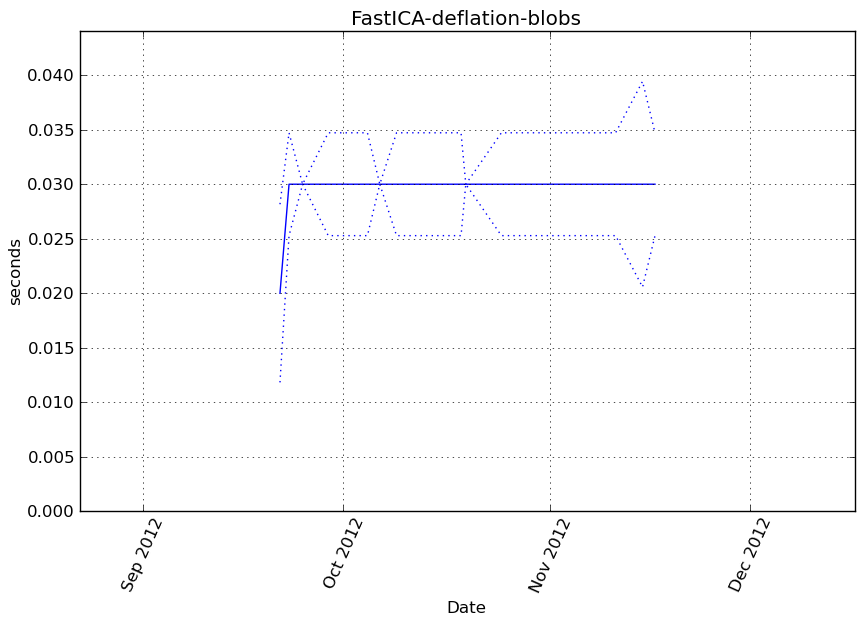 FastICA-deflation-blobs
0.040
0.035
0.030
0.025
0.020
0.015
0.010
0.005
0.000
seconds
Sep 2012
Oct 2012
Nov 2012
Dec 2012
Date